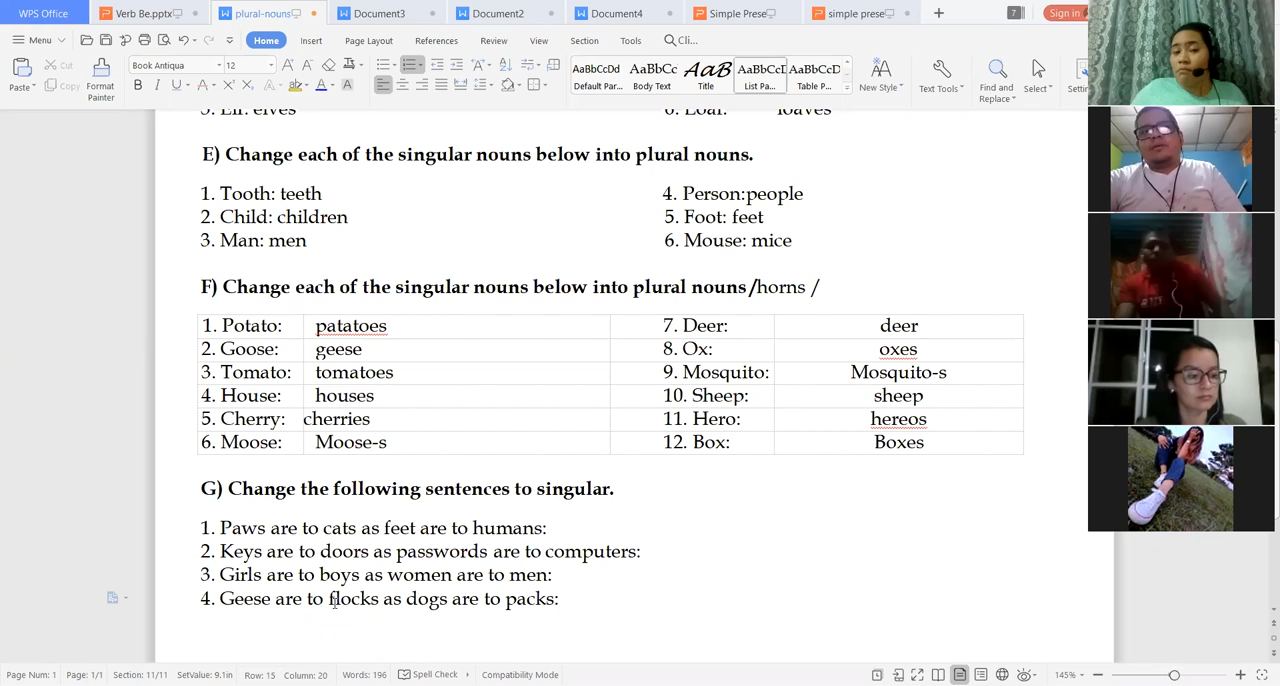 WPS Office Verb Be.pptx plural-nouns Document3 Document2 Document4 Simple Prese simple prese + 7 Sign in
Menu Home Insert Page Layout References Review View Section Tools Cli...
Paste Cut Copy Format Painter Book Antiqua 12 B I U AaBbCcDd Default Par... AaBbCc Body Text AaB Title AaBbCcI List Pa... AaBbCcD Table P... New Style Text Tools Find and Replace Select
E) Change each of the singular nouns below into plural nouns.
1. Tooth: teeth 4. Person:people
2. Child: children 5. Foot: feet
3. Man: men 6. Mouse: mice
F) Change each of the singular nouns below into plural nouns/horns /
1. Potato: patatoes 7. Deer: deer
2. Goose: geese 8. Ox: oxes
3. Tomato: tomatoes 9. Mosquito: Mosquito-s
4. House: houses 10. Sheep: sheep
5. Cherry: cherries 11. Hero: hereos
6. Moose: Moose-s 12. Box: Boxes
G) Change the following sentences to singular.
1. Paws are to cats as feet are to humans:
2. Keys are to doors as passwords are to computers:
3. Girls are to boys as women are to men:
4. Geese are to flocks as dogs are to packs:
Page Num: 1 Page: 1/1 Section: 11/11 SetValue: 9.1in Row: 15 Column: 20 Words: 196 Spell Check Compatibility Mode 145%